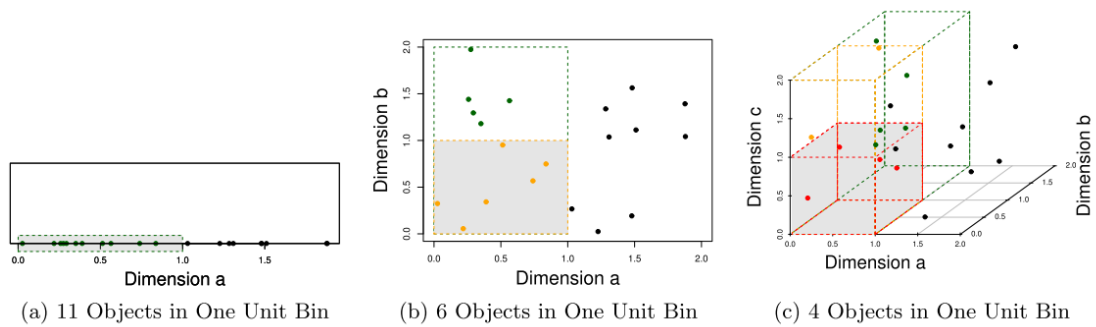 0.0 0.5 1.0 1.5
Dimension a
(a) 11 Objects in One Unit Bin
2.0
1.5
1.0
0.5
0.0
Dimension b
0.0 0.5 1.0 1.5 2.0
Dimension a
(b) 6 Objects in One Unit Bin
2.0
1.5
1.0
0.5
0.0
Dimension c
0.0 0.5 1.0 1.5 2.0
Dimension a
0.0
0.5
1.0
1.5
2.0
Dimension b
(c) 4 Objects in One Unit Bin